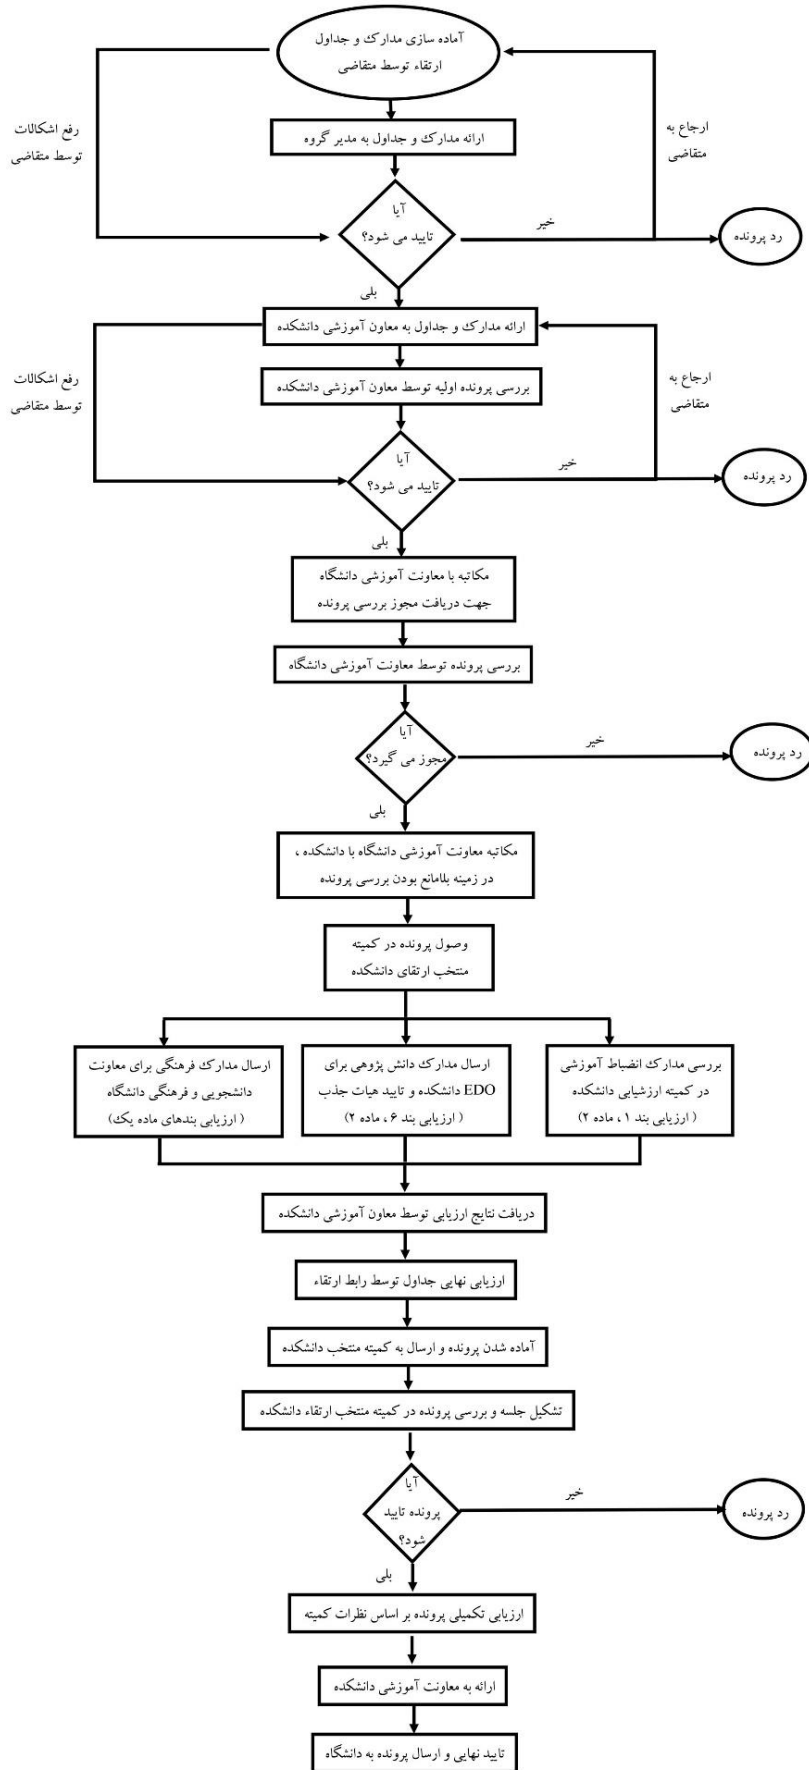 آماده سازی مدارک و جداول
ارتقاء توسط متقاضی
رفع اشکالات
توسط متقاضی
ارجاع به
متقاضی
ارائه مدارک و جداول به مدیر گروه
آیا
تایید می شود؟
خیر
رد پرونده
بلی
ارائه مدارک و جداول به معاون آموزشی دانشکده
رفع اشکالات
توسط متقاضی
ارجاع به
متقاضی
بررسی پرونده اولیه توسط معاون آموزشی دانشکده
آیا
تایید می شود؟
خیر
رد پرونده
بلی
مکاتبه با معاونت آموزشی دانشگاه
جهت دریافت مجوز بررسی پرونده
بررسی پرونده توسط معاونت آموزشی دانشگاه
آیا
مجوز می گیرد؟
خیر
رد پرونده
بلی
مکاتبه معاونت آموزشی دانشگاه با دانشکده ،
در زمینه بلامانع بودن بررسی پرونده
وصول پرونده در کمیته
منتخب ارتقای دانشکده
بررسی مدارک انضباط آموزشی
در کمیته ارزشیابی دانشکده
( ارزیابی بند ۱ ، ماده ۲)
ارسال مدارک دانش پژوهی برای
EDO دانشکده و تایید هیات جذب
( ارزیابی بند ۶ ، ماده ۲)
ارسال مدارک فرهنگی برای معاونت
دانشجویی و فرهنگی دانشگاه
( ارزیابی بندهای ماده یک)
دریافت نتایج ارزیابی توسط معاون آموزشی دانشکده
ارزیابی نهایی جداول توسط رابط ارتقاء
آماده شدن پرونده و ارسال به کمیته منتخب دانشکده
تشکیل جلسه و بررسی پرونده در کمیته منتخب ارتقاء دانشکده
آیا
پرونده تایید
شود؟
خیر
رد پرونده
بلی
ارزیابی تکمیلی پرونده بر اساس نظرات کمیته
ارائه به معاونت آموزشی دانشکده
تایید نهایی و ارسال پرونده به دانشگاه